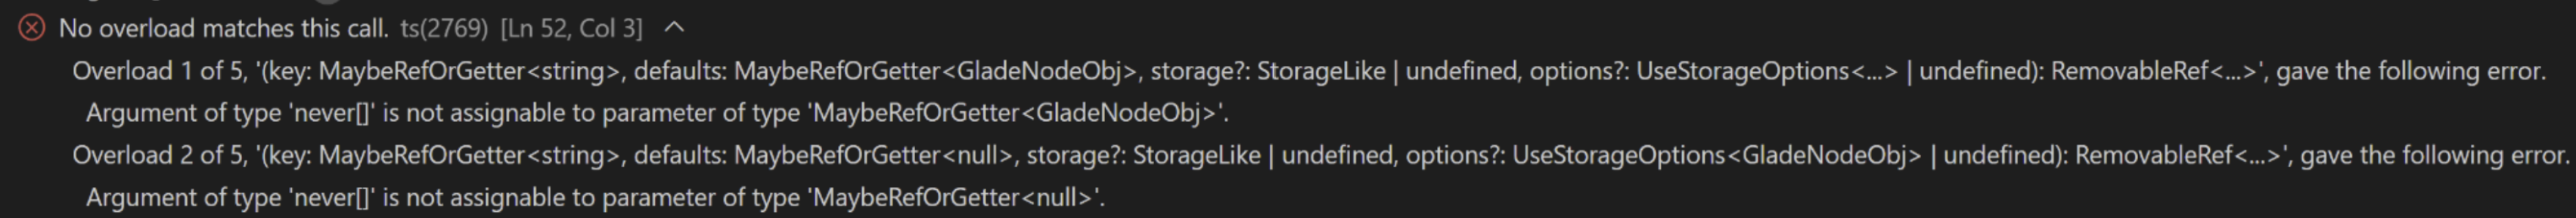 No overload matches this call. ts(2769) [Ln 52, Col 3]
Overload 1 of 5, '(key: MaybeRefOrGetter<string>, defaults: MaybeRefOrGetter<GladeNodeObj>, storage?: StorageLike | undefined, options?: UseStorageOptions<...> | undefined): RemovableRef<...>', gave the following error.
Argument of type 'never[]' is not assignable to parameter of type 'MaybeRefOrGetter<GladeNodeObj>'.
Overload 2 of 5, '(key: MaybeRefOrGetter<string>, defaults: MaybeRefOrGetter<null>, storage?: StorageLike | undefined, options?: UseStorageOptions<GladeNodeObj> | undefined): RemovableRef<...>', gave the following error.
Argument of type 'never[]' is not assignable to parameter of type 'MaybeRefOrGetter<null>'.